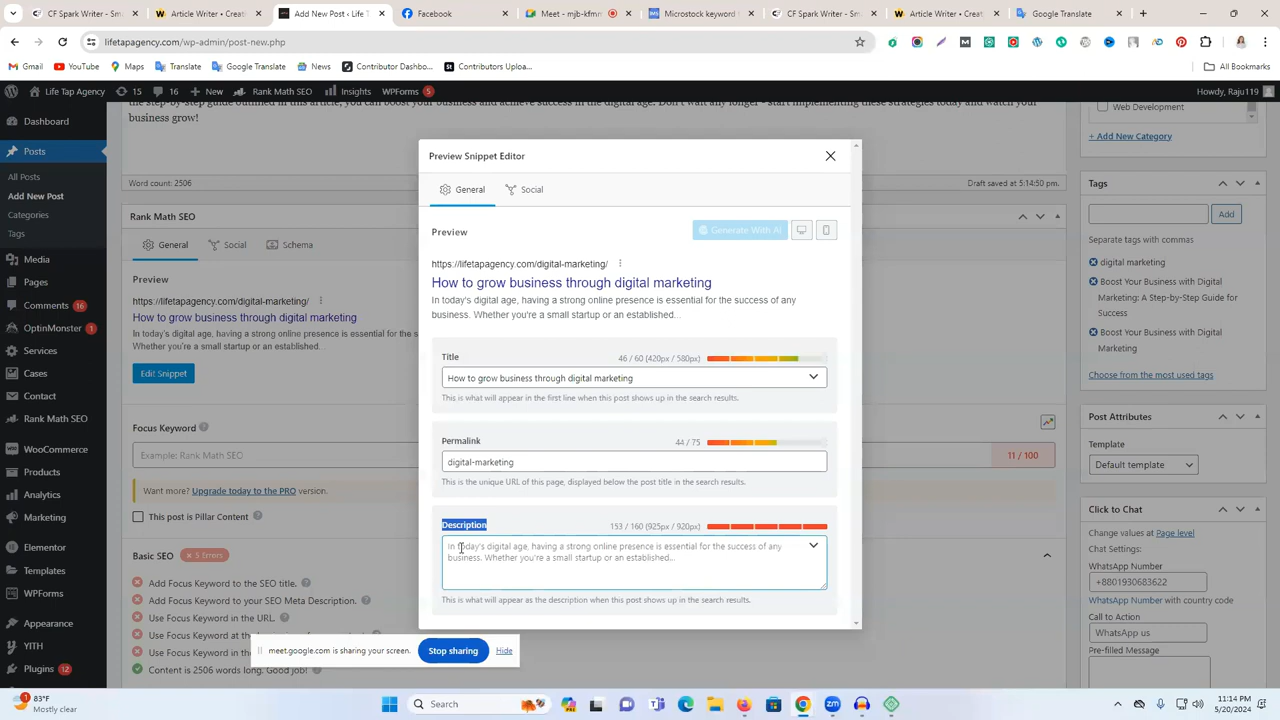 CF Spark - Sma
Article Writer - Crea
Add New Post - Life T
Facebook
Meet - mjb-kfmn
Microstock Keyword
CF Spark - Sma
Article Writer - Crea
Google Translate
lifetapagency.com/wp-admin/post-new.php
Gmail
YouTube
Maps
Translate
Google Translate
News
Contributor Dashbo...
Contributors Uploa...
All Bookmarks
Life Tap Agency
15
16
New
Rank Math SEO
Insights
WPForms
5
Howdy, Raju119
Dashboard
Posts
All Posts
Add New Post
Categories
Tags
Media
Pages
Comments 16
OptinMonster 1
Services
Cases
Contact
Rank Math SEO
WooCommerce
Products
Analytics
Marketing
Elementor
Templates
WPForms
Appearance
YITH
Plugins 12
the step-by-step guide outlined in this article, you can boost your business and achieve success in the digital age. Don't wait any longer - start implementing these strategies today and watch your
business grow!
Word count: 2506
Draft saved at 5:14:50 pm.
Rank Math SEO
General
Social
Schema
Preview
https://lifetapagency.com/digital-marketing/
How to grow business through digital marketing
In today's digital age, having a strong online presence is essential for the s
Whether you're a small startup or an established...
Edit Snippet
Focus Keyword
Example: Rank Math SEO
11 / 100
Want more? Upgrade today to the PRO version.
This post is Pillar Content
Basic SEO
5 Errors
Add Focus Keyword to the SEO title.
Add Focus Keyword to your SEO Meta Description.
Use Focus Keyword in the URL.
Use Focus Keyword at the
Use Focus Keyword in the
Content is 2506 words long. Good job!
Preview Snippet Editor
General
Social
Preview
Generate With AI
https://lifetapagency.com/digital-marketing/
How to grow business through digital marketing
In today's digital age, having a strong online presence is essential for the success of any
business. Whether you're a small startup or an established...
Title
46 / 60 (420px / 580px)
How to grow business through digital marketing
This is what will appear in the first line when this post shows up in the search results.
Permalink
44 / 75
digital-marketing
This is the unique URL of this page, displayed below the post title in the search results.
Description
153 / 160 (925px / 920px)
In today's digital age, having a strong online presence is essential for the success of any
business. Whether you're a small startup or an established...
This is what will appear as the description when this post shows up in the search results.
Web Development
+ Add New Category
Tags
Add
Separate tags with commas
digital marketing
Boost Your Business with Digital
Marketing: A Step-by-Step Guide for
Success
Boost Your Business with Digital
Marketing
Choose from the most used tags
Post Attributes
Template
Default template
Click to Chat
Change values at Page level
Chat Settings:
WhatsApp Number
+8801930683622
WhatsApp Number with country code
Call to Action
WhatsApp us
Pre-filled Message
meet.google.com is sharing your screen.
Stop sharing
Hide
1
83°F
Mostly clear
Search
11:14 PM
5/20/2024